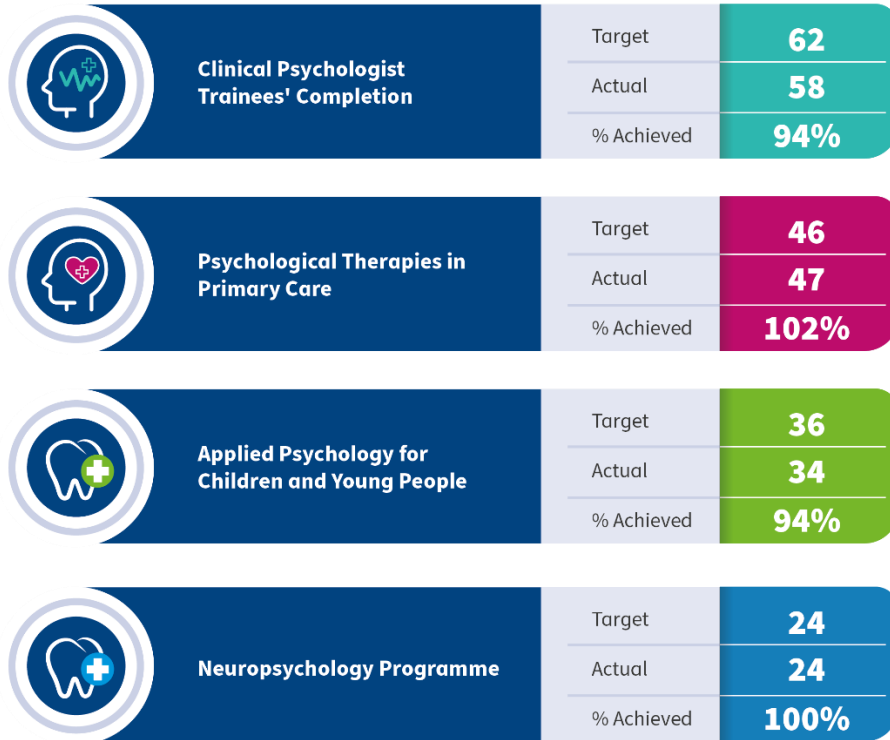 Clinical Psychologist
Trainees' Completion
Target 62
Actual 58
% Achieved 94%
Psychological Therapies in
Primary Care
Target 46
Actual 47
% Achieved 102%
Applied Psychology for
Children and Young People
Target 36
Actual 34
% Achieved 94%
Neuropsychology Programme
Target 24
Actual 24
% Achieved 100%